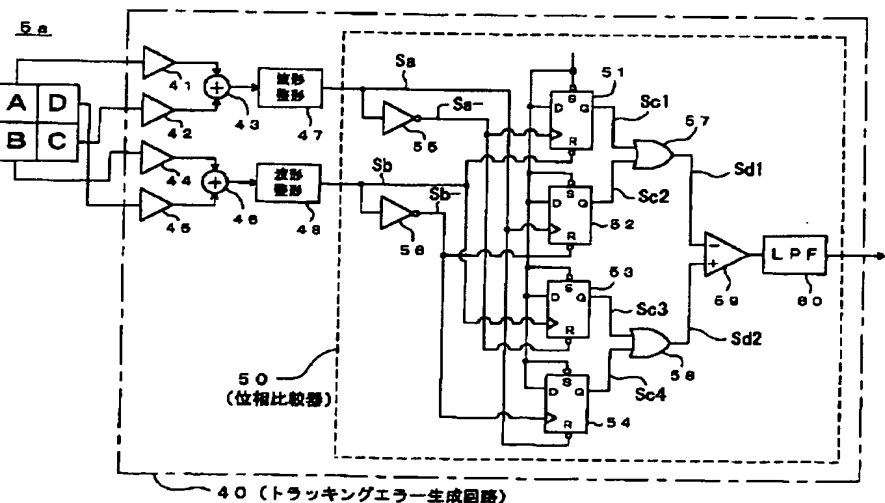 5a
A D
B C
41
42
43
44
45
46
波形
整形
47
波形
整形
48
Sa
Sa-
55
Sb
Sb-
56
S
D Q
R
51
Sc1
S
D Q
R
52
Sc2
57
Sd1
S
D Q
R
53
Sc3
S
D Q
R
54
Sc4
58
Sd2
-
+
59
LPF
60
50
(位相比較器)
40 (トラッキングエラー生成回路)